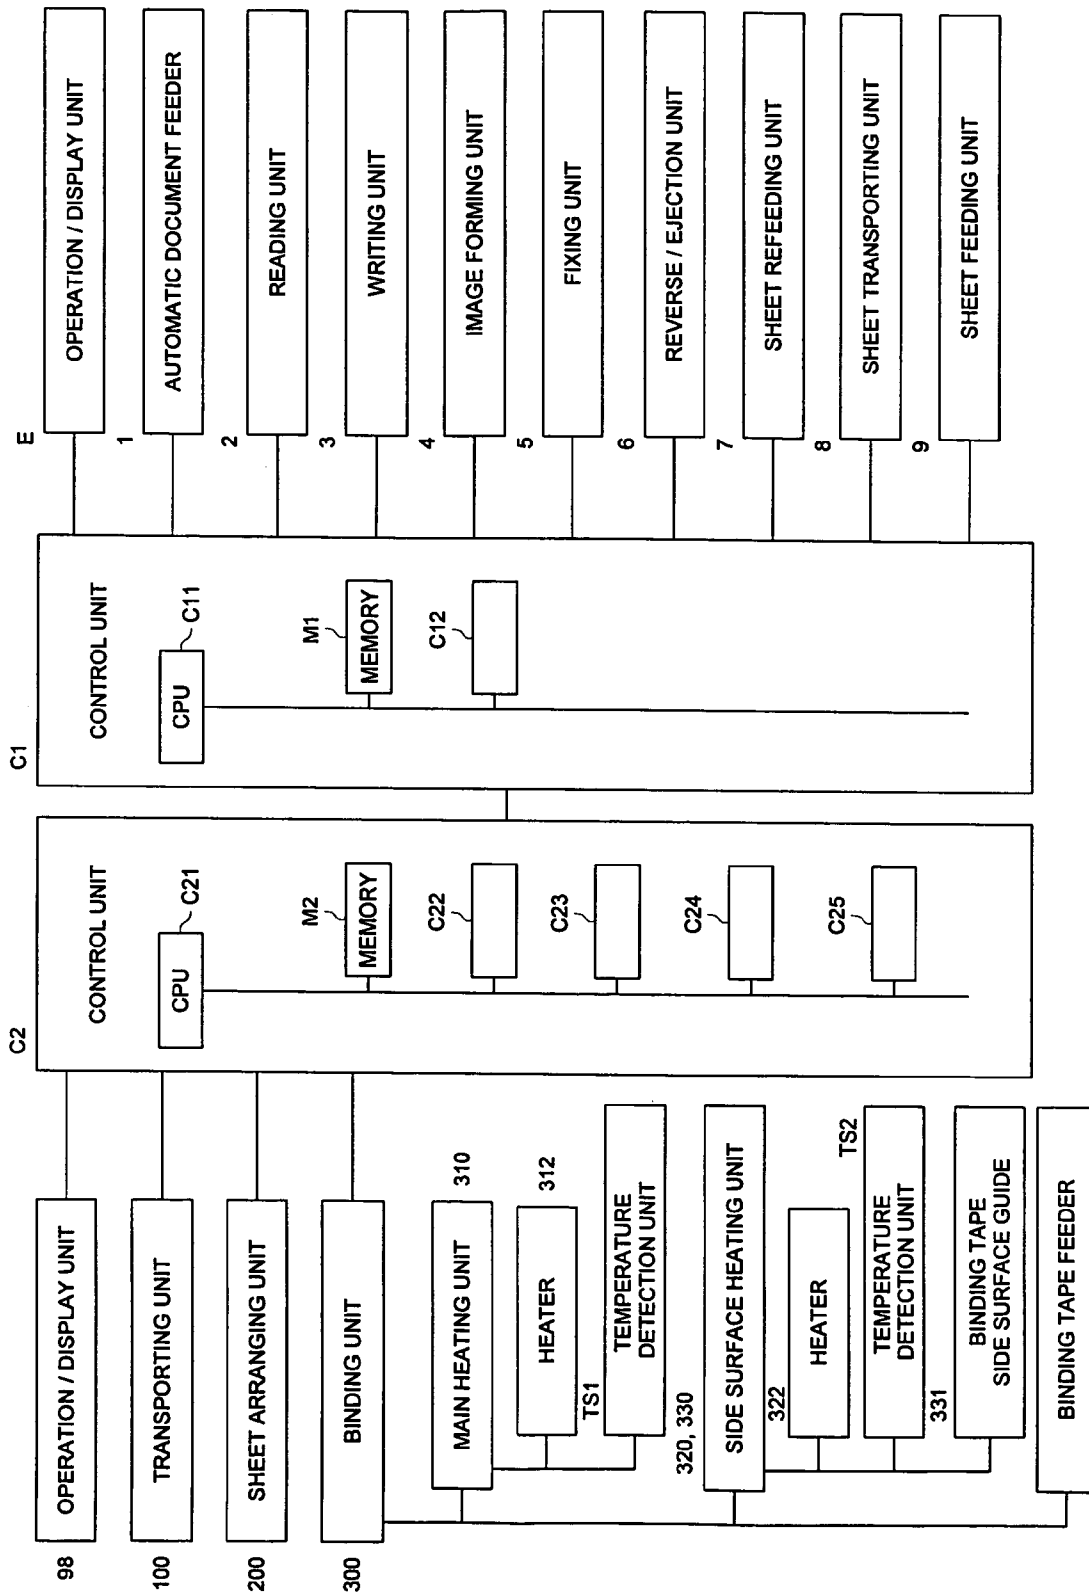 98
OPERATION / DISPLAY UNIT
100
TRANSPORTING UNIT
200
SHEET ARRANGING UNIT
300
BINDING UNIT
310
MAIN HEATING UNIT
312
HEATER
TS1
TEMPERATURE
DETECTION UNIT
320, 330
SIDE SURFACE HEATING UNIT
322
HEATER
TS2
TEMPERATURE
DETECTION UNIT
331
BINDING TAPE
SIDE SURFACE GUIDE
BINDING TAPE FEEDER
C2
CONTROL UNIT
CPU
C21
M2
MEMORY
C22
C23
C24
C25
C1
CONTROL UNIT
CPU
C11
M1
MEMORY
C12
E
OPERATION / DISPLAY UNIT
1
AUTOMATIC DOCUMENT FEEDER
2
READING UNIT
3
WRITING UNIT
4
IMAGE FORMING UNIT
5
FIXING UNIT
6
REVERSE / EJECTION UNIT
7
SHEET REFEEDING UNIT
8
SHEET TRANSPORTING UNIT
9
SHEET FEEDING UNIT